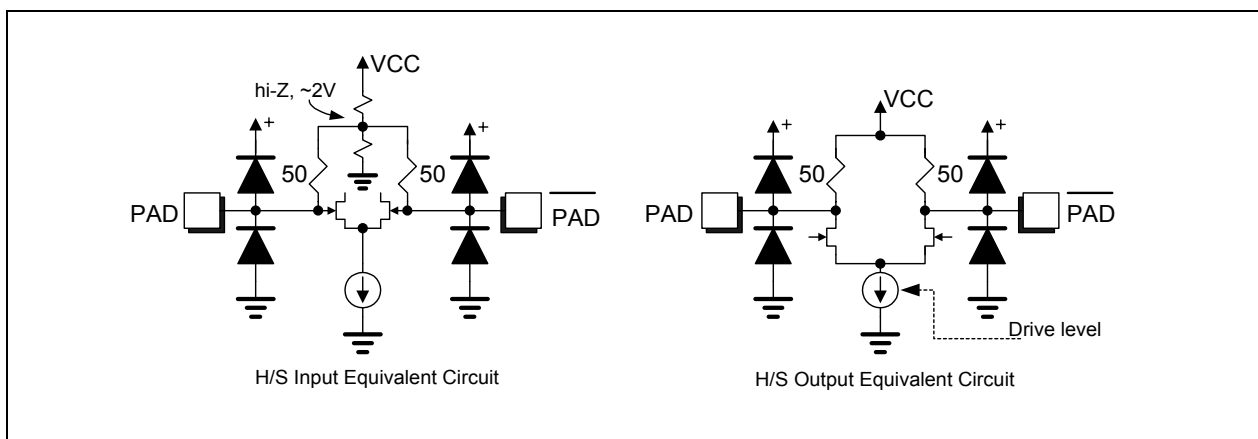 VCC
hi-Z, ~2V
+
+
50
50
PAD
PAD
H/S Input Equivalent Circuit
VCC
+
+
50
50
PAD
PAD
Drive level
H/S Output Equivalent Circuit